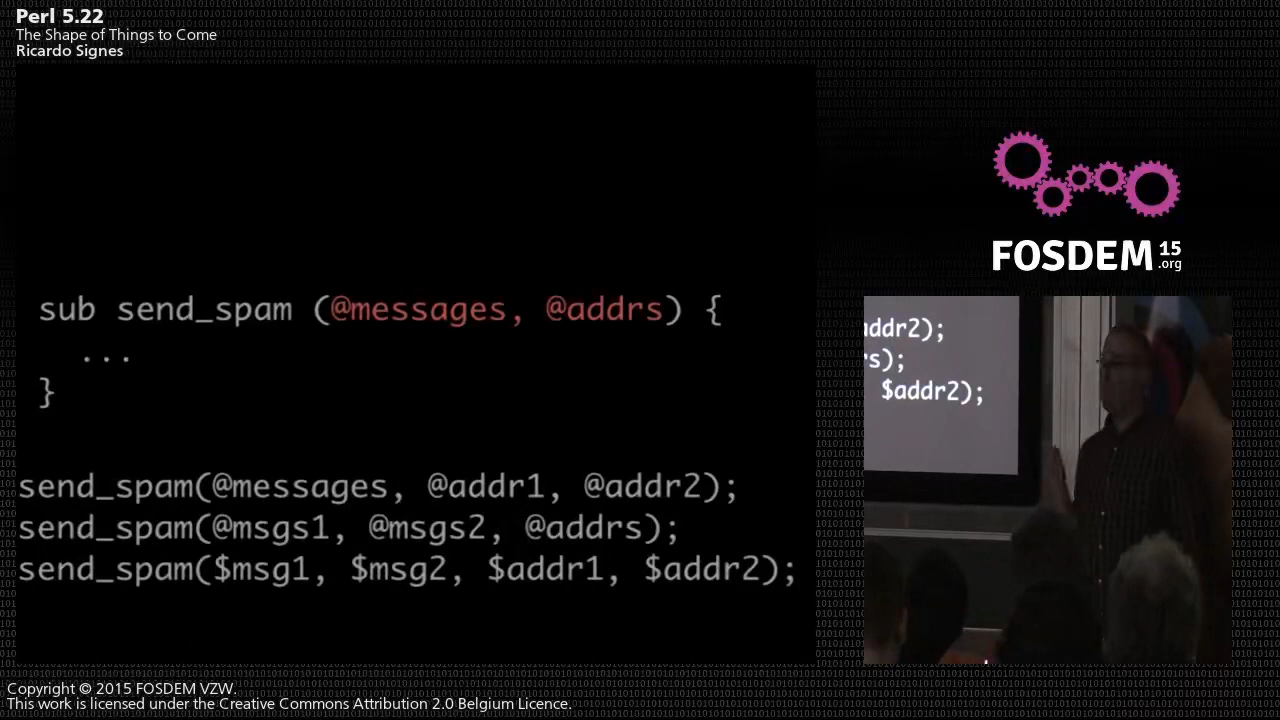 Perl 5.22
The Shape of Things to Come
Ricardo Signes
sub send_spam (@messages, @addrs) {
...
}
send_spam(@messages, @addr1, @addr2);
send_spam(@msgs1, @msgs2, @addrs);
send_spam($msg1, $msg2, $addr1, $addr2);
FOSDEM 15
.org
addr2);
s);
$addr2);
Copyright © 2015 FOSDEM VZW.
This work is licensed under the Creative Commons Attribution 2.0 Belgium Licence.